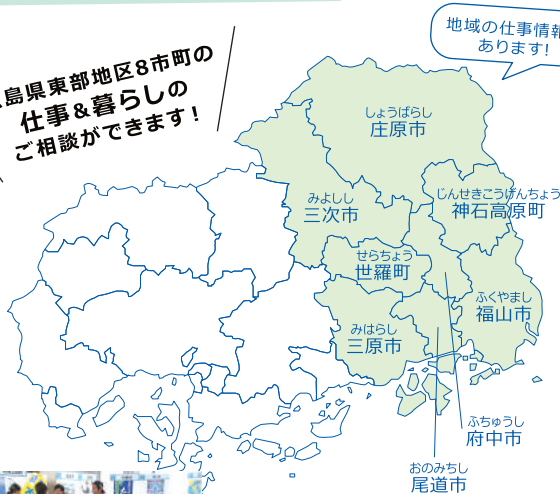 島県東部地区8市町の
仕事&暮らしの
ご相談ができます!
地域の仕事情報
あります!
しょうばらし
庄原市
じんせきこうげんちょう
神石高原町
みよしし
三次市
せらちょう
世羅町
ふくやまし
福山市
みはらし
三原市
ふちゅうし
府中市
おのみちし
尾道市